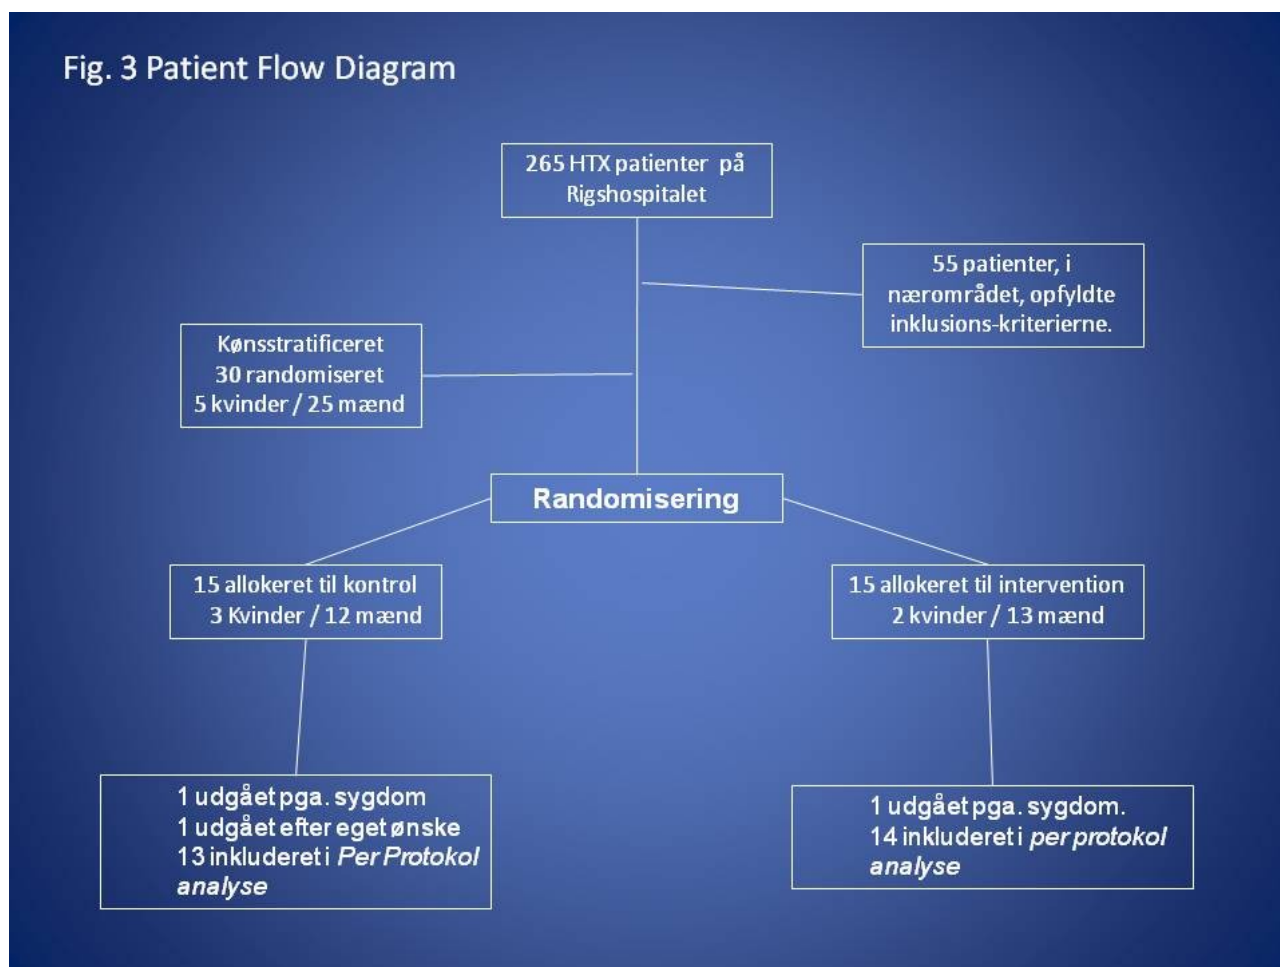 Fig. 3 Patient Flow Diagram
265 HTX patienter på
Rigshospitalet
55 patienter, i
nærområdet, opfyldte
inklusions-kriterierne.
Kønsstratificeret
30 randomiseret
5 kvinder / 25 mænd
Randomisering
15 allokeret til kontrol
3 Kvinder / 12 mænd
15 allokeret til intervention
2 kvinder / 13 mænd
1 udgået pga. sygdom
1 udgået efter eget ønske
13 inkluderet i Per Protokol
analyse
1 udgået pga. sygdom.
14 inkluderet i per protokol
analyse